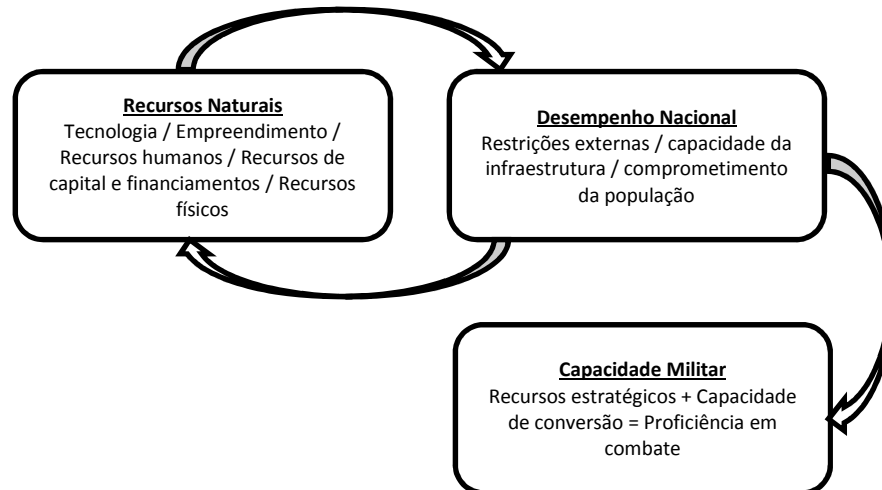 Recursos Naturais
Tecnologia / Empreendimento /
Recursos humanos / Recursos de
capital e financiamentos / Recursos
físicos
Desempenho Nacional
Restrições externas / capacidade da
infraestrutura / comprometimento
da população
Capacidade Militar
Recursos estratégicos + Capacidade
de conversão = Proficiência em
combate